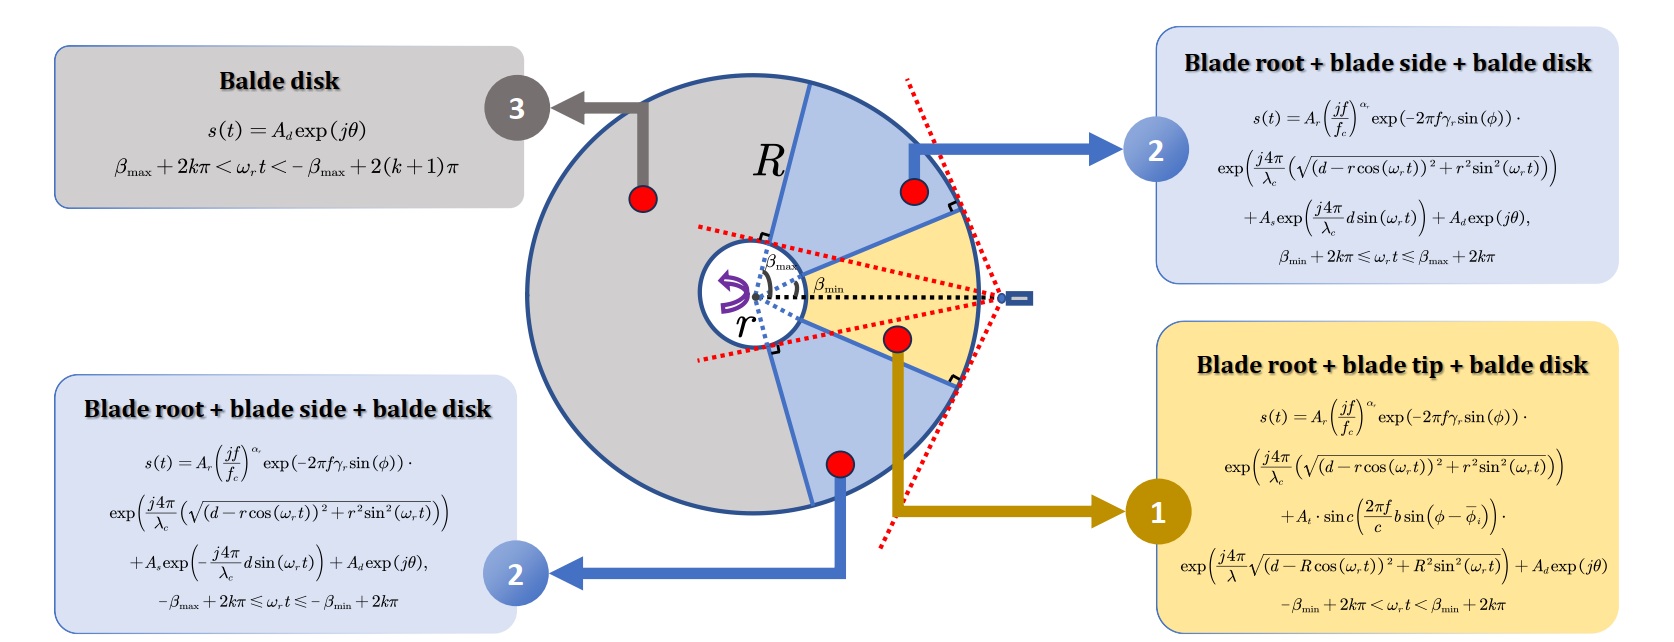 Balde disk
s(t) = A_d exp(jθ)
β_max + 2kπ < ω_r t < -β_max + 2(k+1)π
3
Blade root + blade side + balde disk
s(t) = A_r (jf/f_c)^α_r exp(-2πfγ_r sin(ϕ)) ·
exp(j4π/λ_c (√((d - r cos(ω_r t))² + r² sin²(ω_r t))))
+ A_s exp(j4π/λ_c d sin(ω_r t)) + A_d exp(jθ),
β_min + 2kπ ⩽ ω_r t ⩽ β_max + 2kπ
2
R
β_max
β_min
r
Blade root + blade side + balde disk
s(t) = A_r (jf/f_c)^α_r exp(-2πfγ_r sin(ϕ)) ·
exp(j4π/λ_c (√((d - r cos(ω_r t))² + r² sin²(ω_r t))))
+ A_s exp(-j4π/λ_c d sin(ω_r t)) + A_d exp(jθ),
-β_max + 2kπ ⩽ ω_r t ⩽ -β_min + 2kπ
2
Blade root + blade tip + balde disk
s(t) = A_r (jf/f_c)^α_r exp(-2πfγ_r sin(ϕ)) ·
exp(j4π/λ_c (√((d - r cos(ω_r t))² + r² sin²(ω_r t))))
+ A_t · sinc(2πf/c b sin(ϕ - ϕ̅_i)) ·
exp(j4π/λ √((d - R cos(ω_r t))² + R² sin²(ω_r t))) + A_d exp(jθ)
-β_min + 2kπ < ω_r t < β_min + 2kπ
1